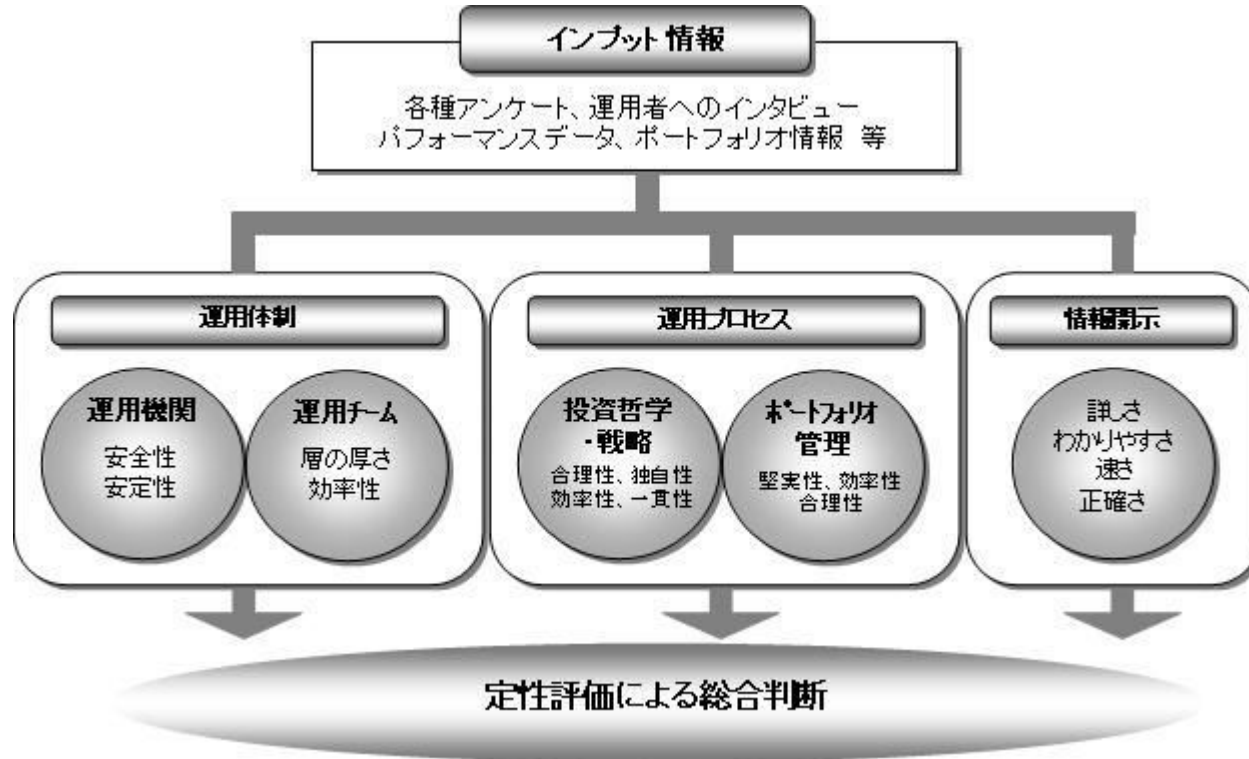 インプット情報
各種アンケート、運用者へのインタビュー
パフォーマンスデータ、ポートフォリオ情報 等
運用体制
運用機関
安全性
安定性
運用チーム
層の厚さ
効率性
運用プロセス
投資哲学
・戦略
合理性、独自性
効率性、一貫性
ポートフォリオ
管理
堅実性、効率性
合理性
情報開示
詳しさ
わかりやすさ
速さ
正確さ
定性評価による総合判断